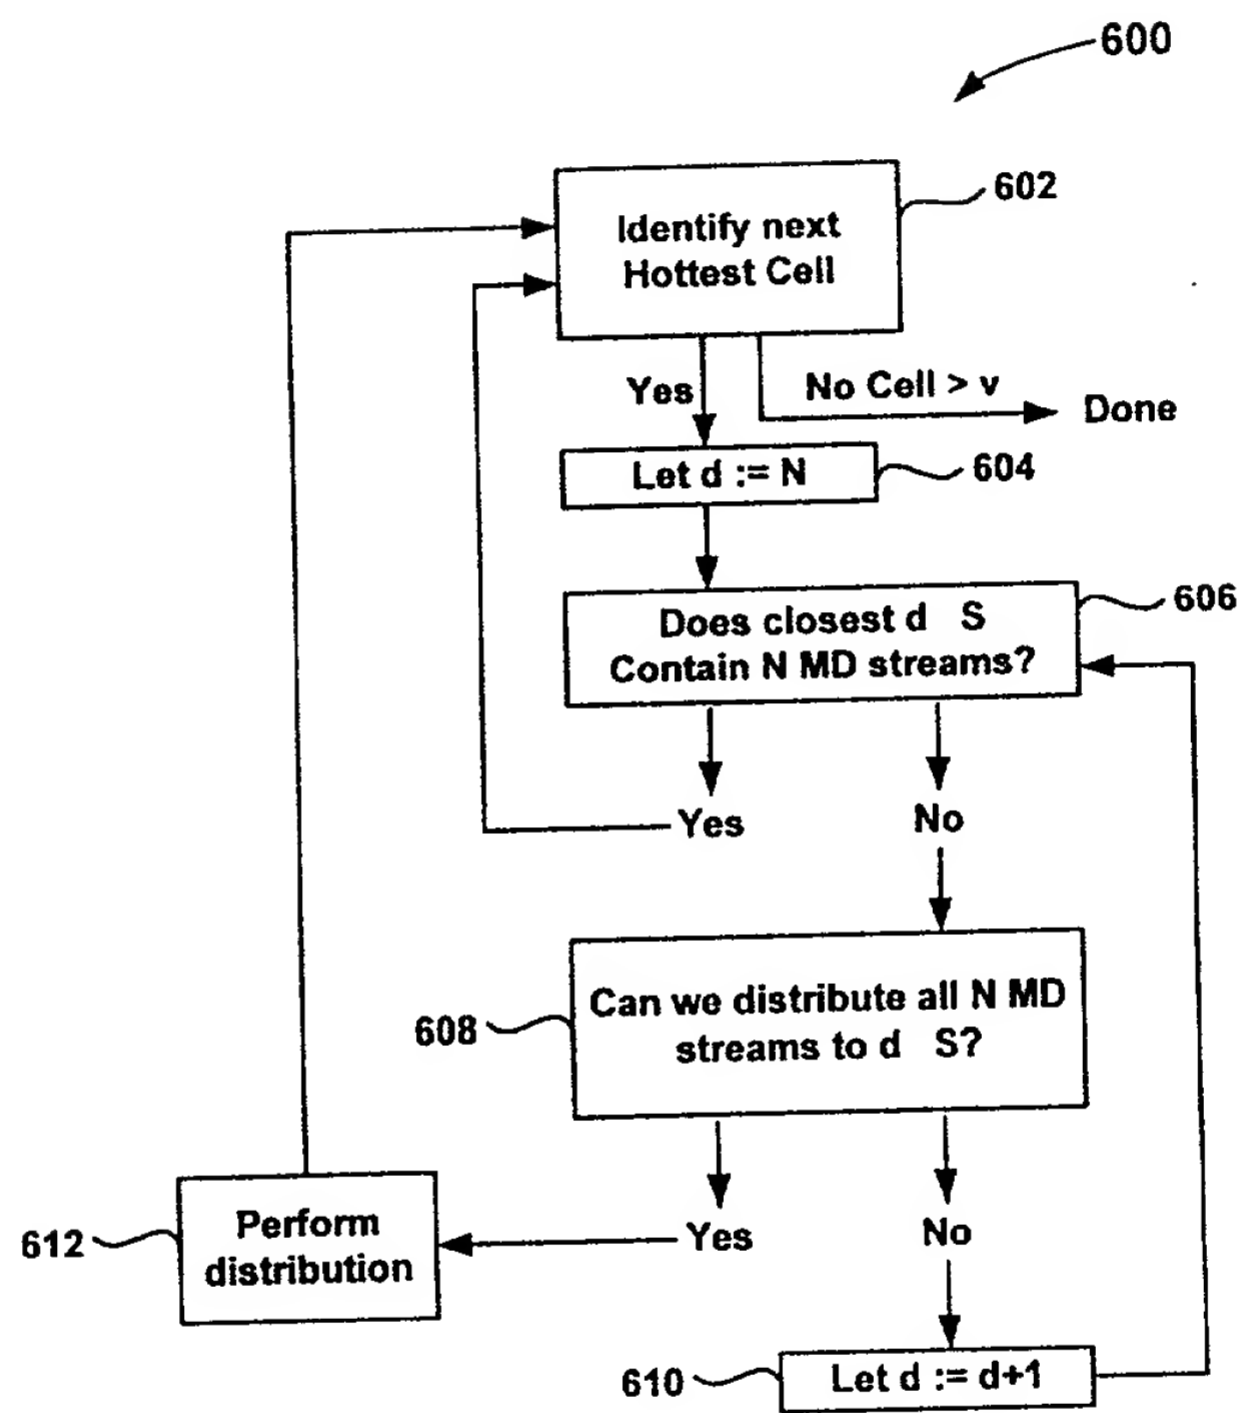 600
602
Identify next
Hottest Cell
Yes
No Cell > v
Done
Let d := N
604
606
Does closest d S
Contain N MD streams?
Yes
No
608
Can we distribute all N MD
streams to d S?
Yes
No
612
Perform
distribution
610
Let d := d+1